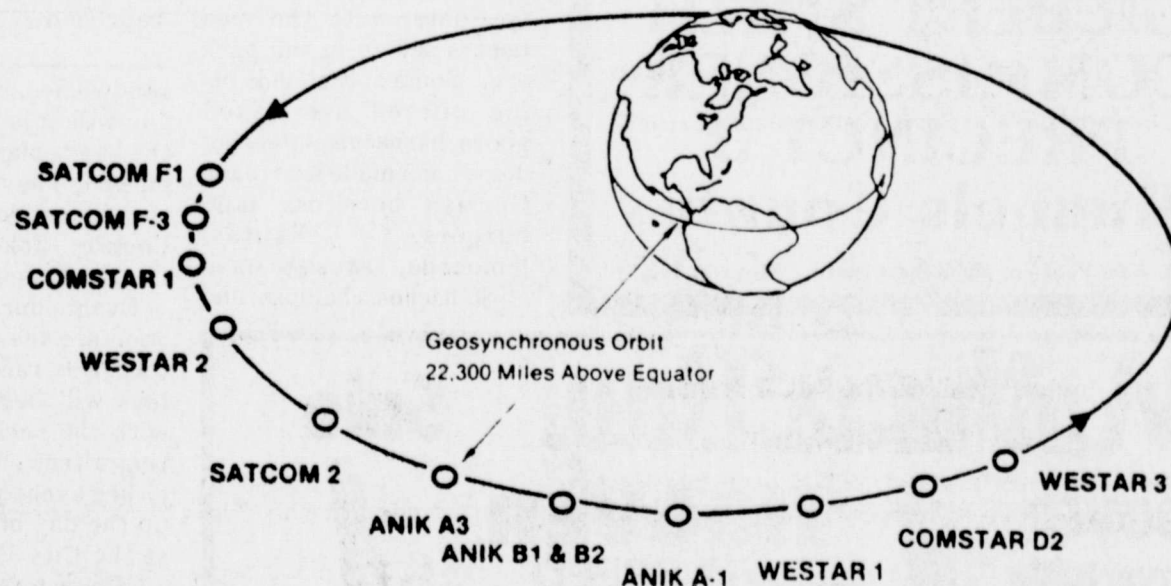 SATCOM F1
SATCOM F-3
COMSTAR 1
WESTAR 2
SATCOM 2
ANIK A3
ANIK B1 & B2
ANIK A-1
WESTAR 1
COMSTAR D2
WESTAR 3
Geosynchronous Orbit
22.300 Miles Above Equator